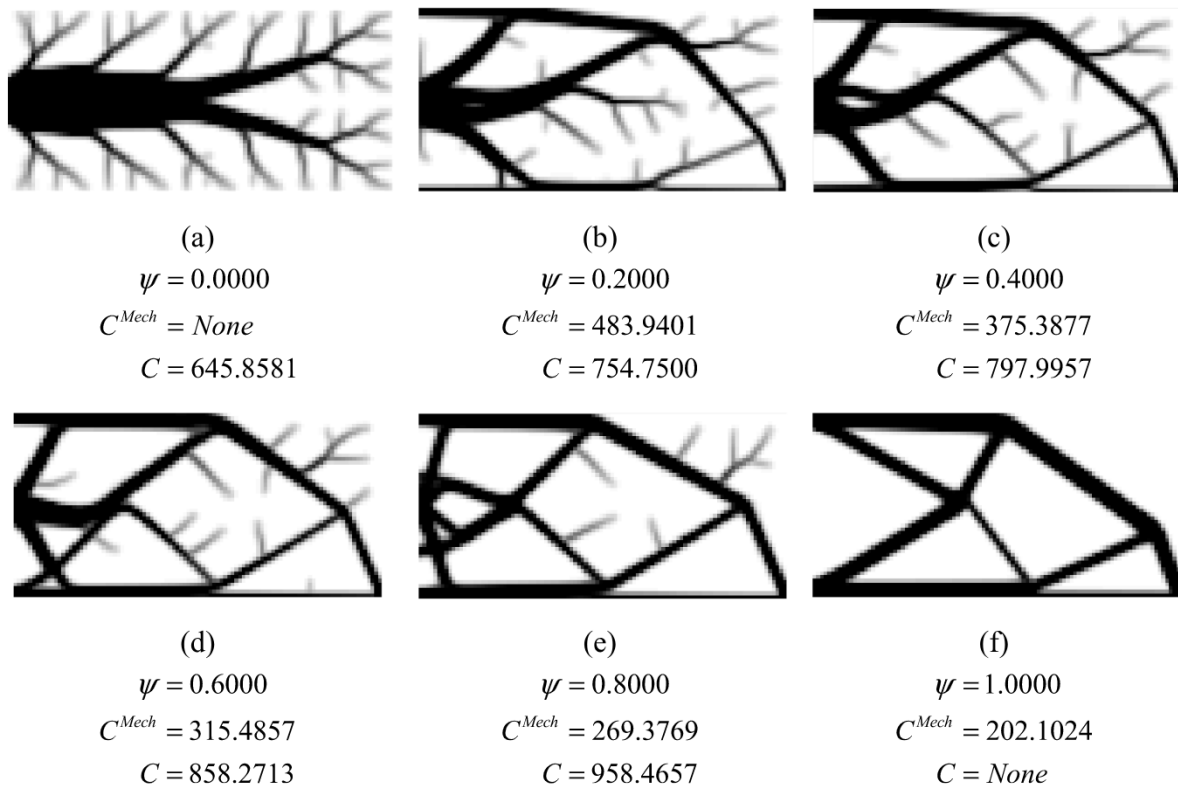 (a)
ψ = 0.0000
C^Mech = None
C = 645.8581
(b)
ψ = 0.2000
C^Mech = 483.9401
C = 754.7500
(c)
ψ = 0.4000
C^Mech = 375.3877
C = 797.9957
(d)
ψ = 0.6000
C^Mech = 315.4857
C = 858.2713
(e)
ψ = 0.8000
C^Mech = 269.3769
C = 958.4657
(f)
ψ = 1.0000
C^Mech = 202.1024
C = None